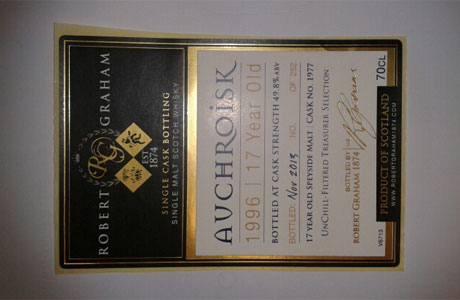 ROBERT GRAHAM
RG
EST
1874
SINGLE CASK BOTTLING
SINGLE MALT SCOTCH WHISKY
AUCHROISK
1996 | 17 Year Old
BOTTLED AT CASK STRENGTH 49.8% ABV
BOTTLED Nov 2013 NO. OF 252
17 YEAR OLD SPEYSIDE MALT · CASK NO. 1977
UNCHILL-FILTERED TREASURER SELECTION
BOTTLED BY
ROBERT GRAHAM 1874
70CL
PRODUCT OF SCOTLAND
WWW.ROBERTGRAHAM1874.COM